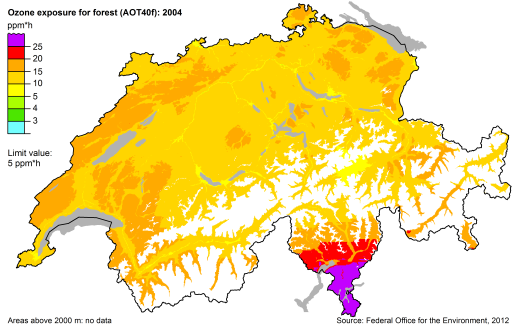 Ozone exposure for forest (AOT40f): 2004
ppm*h
25
20
15
10
5
4
3
Limit value:
5 ppm*h
Areas above 2000 m: no data
Source: Federal Office for the Environment, 2012